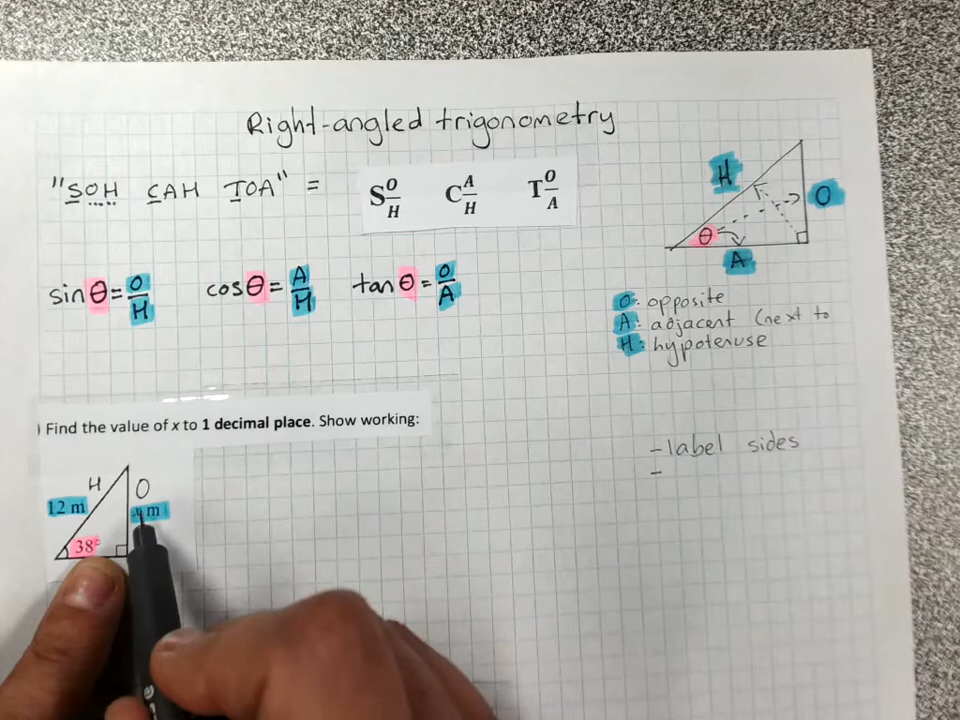 Right-angled trigonometry
"SOH CAH TOA" = S O/H C A/H T O/A
H
O
θ
A
sinθ = O/H cosθ = A/H tanθ = O/A
O: opposite
A: adjacent (next to
H: hypotenuse
) Find the value of x to 1 decimal place. Show working:
- label sides
-
H
O
12 m
x m
38°